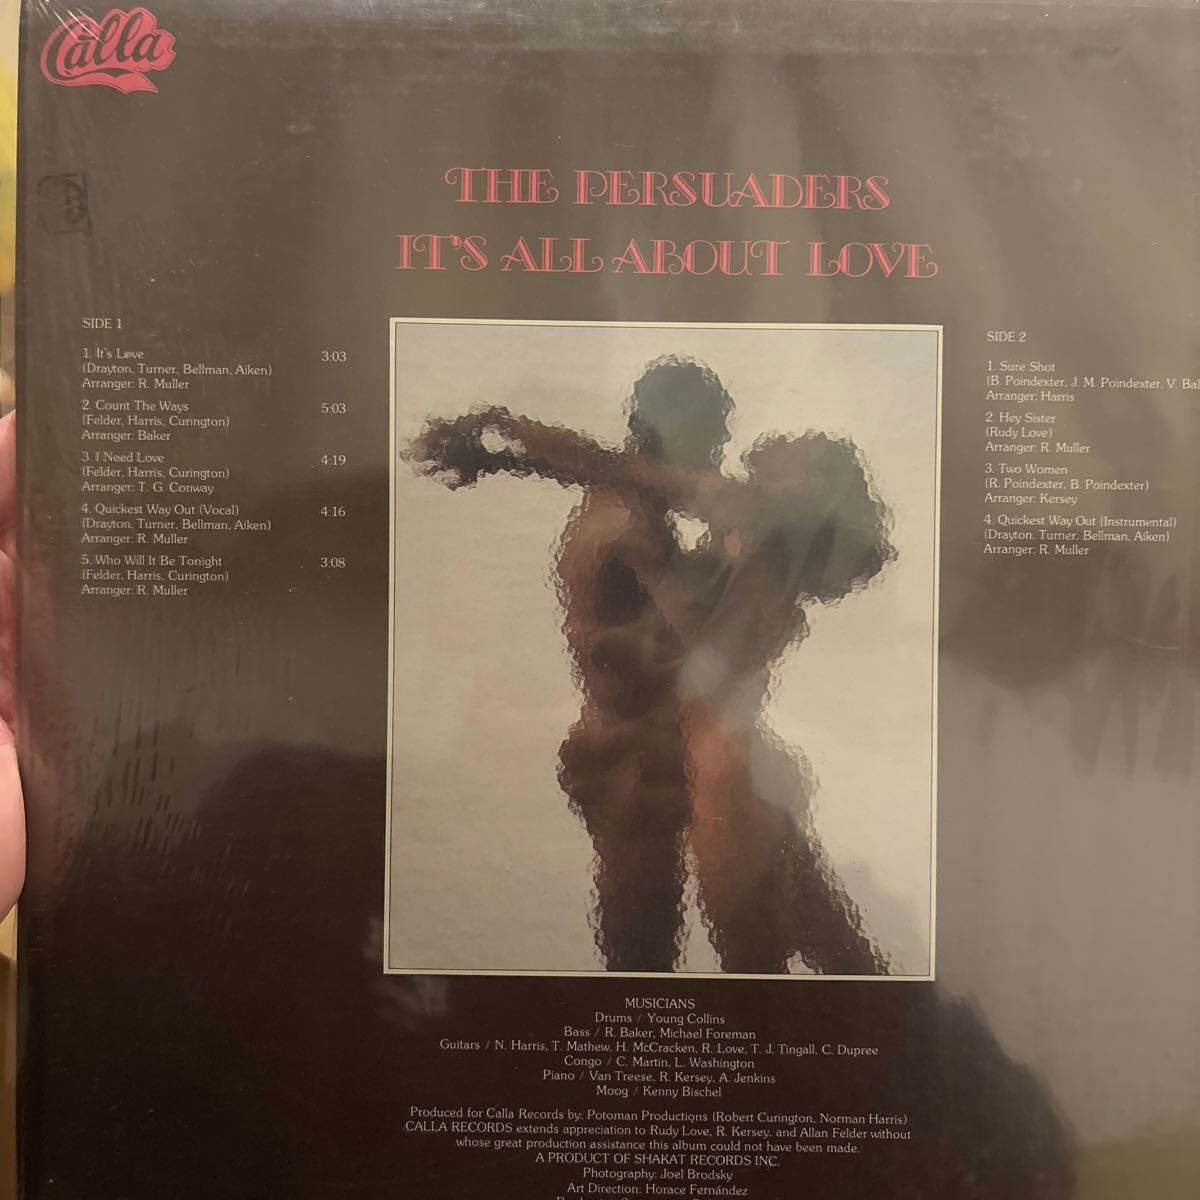 Calla
THE PERSUADERS
IT'S ALL ABOUT LOVE
SIDE 1
1. It's Love 3:03
(Drayton, Turner, Bellman, Aiken)
Arranger: R. Muller
2. Count The Ways 5:03
(Felder, Harris, Curington)
Arranger: Baker
3. I Need Love 4:19
(Felder, Harris, Curington)
Arranger: T. G. Conway
4. Quickest Way Out (Vocal) 4:16
(Drayton, Turner, Bellman, Aiken)
Arranger: R. Muller
5. Who Will It Be Tonight 3:08
(Felder, Harris, Curington)
Arranger: R. Muller
SIDE 2
1. Sure Shot
(B. Poindexter, J. M. Poindexter, V. Bal
Arranger: Harris
2. Hey Sister
(Rudy Love)
Arranger: R. Muller
3. Two Women
(R. Poindexter, B. Poindexter)
Arranger: Kersey
4. Quickest Way Out (Instrumental)
(Drayton, Turner, Bellman, Aiken)
Arranger: R. Muller
MUSICIANS
Drums / Young Collins
Bass / R. Baker, Michael Foreman
Guitars / N. Harris, T. Mathew, H. McCracken, R. Love, T. J. Tingall, C. Dupree
Congo / C. Martin, L. Washington
Piano / Van Treese, R. Kersey, A. Jenkins
Moog / Kenny Bischel
Produced for Calla Records by: Potoman Productions (Robert Curington, Norman Harris)
CALLA RECORDS extends appreciation to Rudy Love, R. Kersey, and Allan Felder without
whose great production assistance this album could not have been made.
A PRODUCT OF SHAKAT RECORDS INC.
Photography: Joel Brodsky
Art Direction: Horace Fernández